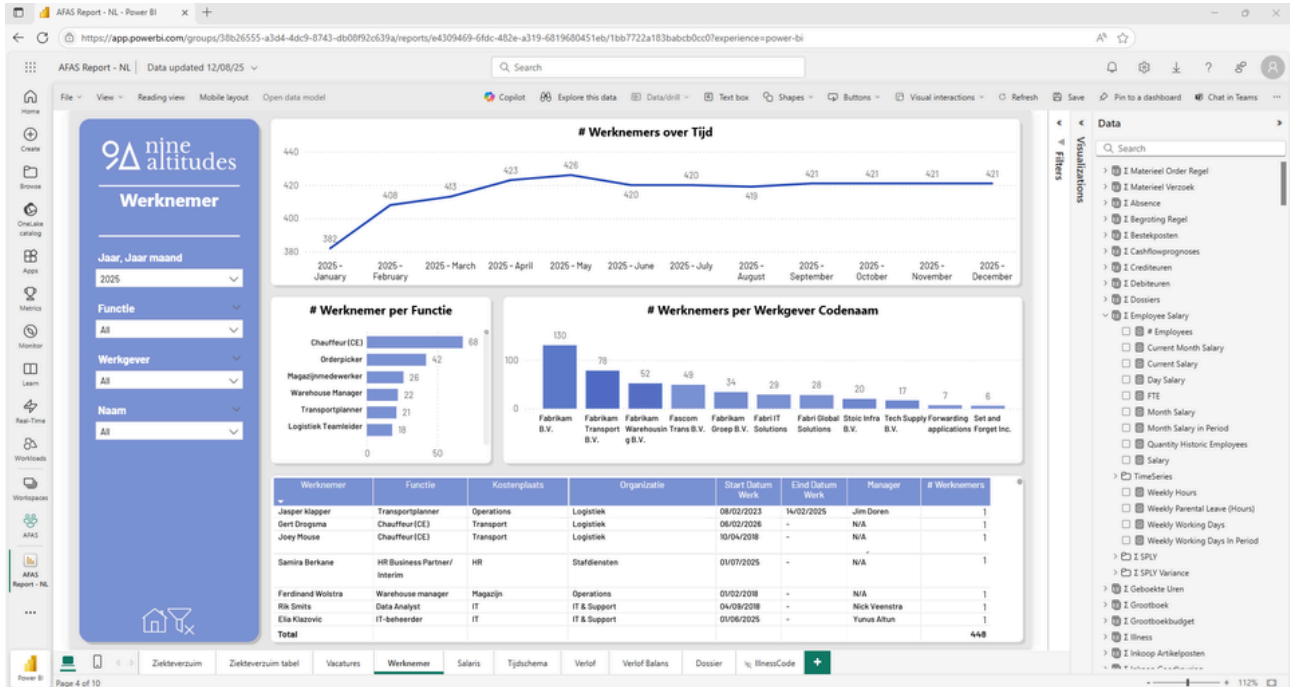 AFAS Report - NL - Power BI
https://app.powerbi.com/groups/38b26555-a3d4-4dc9-8743-db08f92c639a/reports/e4309469-6fdc-482e-a319-6819680451eb/1bb7722a183babcb0cc0?experience=power-bi
AFAS Report - NL | Data updated 12/08/25
Search
File View Reading view Mobile layout Open data model
Copilot Explore this data Data/drill Text box Shapes Buttons Visual interactions Refresh Save Pin to a dashboard Chat in Teams
Home
Create
Browse
OneLake
catalog
Apps
Metrics
Monitor
Learn
Real-Time
Workloads
Workspaces
AFAS
AFAS
Report - NL
Power BI
nine
altitudes
Werknemer
Jaar, Jaar maand
2025
Functie
All
Werkgever
All
Naam
All
# Werknemers over Tijd
440
420
400
380
382 408 413 423 426 420 420 419 421 421 421 421
2025 - January
2025 - February
2025 - March
2025 - April
2025 - May
2025 - June
2025 - July
2025 - August
2025 - September
2025 - October
2025 - November
2025 - December
# Werknemer per Functie
Chauffeur (CE) 68
Orderpicker 42
Magazijnmedewerker 26
Warehouse Manager 22
Transportplanner 21
Logistiek Teamleider 18
0 50
# Werknemers per Werkgever Codenaam
100
0
130 78 52 49 34 29 28 20 17 7 6
Fabrikam B.V.
Fabrikam Transport B.V.
Fabrikam Warehousin g B.V.
Fascom Trans B.V.
Fabrikam Groep B.V.
Fabri IT Solutions
Fabri Global Solutions
Stoic Infra B.V.
Tech Supply B.V.
Forwarding applications
Set and Forget Inc.
Werknemer Functie Kostenplaats Organizatie Start Datum Werk Eind Datum Werk Manager # Werknemers
Jasper klapper Transportplanner Operations Logistiek 08/02/2023 14/02/2025 Jim Doren 1
Gert Drogsma Chauffeur (CE) Transport Logistiek 06/02/2026 - N/A 1
Joey Mouse Chauffeur (CE) Transport Logistiek 10/04/2018 - N/A 1
Samira Berkane HR Business Partner/ Interim HR Stafdiensten 01/07/2025 - N/A 1
Ferdinand Wolstra Warehouse manager Magazijn Operations 01/02/2018 - N/A 1
Rik Smits Data Analyst IT IT & Support 04/09/2018 - Nick Veenstra 1
Elia Klazovic IT-beheerder IT IT & Support 01/06/2025 - Yunus Altun 1
Total 448
Filters
Visualizations
Data
Search
Σ Materieel Order Regel
Σ Materieel Verzoek
Σ Absence
Σ Begroting Regel
Σ Bestekposten
Σ Cashflowprognoses
Σ Crediteuren
Σ Debiteuren
Σ Dossiers
Σ Employee Salary
# Employees
Current Month Salary
Current Salary
Day Salary
FTE
Month Salary
Month Salary in Period
Quantity Historic Employees
Salary
TimeSeries
Weekly Hours
Weekly Parental Leave (Hours)
Weekly Working Days
Weekly Working Days In Period
Σ SPLY
Σ SPLY Variance
Σ Geboekte Uren
Σ Grootboek
Σ Grootboekbudget
Σ Illness
Σ Inkoop Artikelposten
Ziekteverzuim Ziekteverzuim tabel Vacatures Werknemer Salaris Tijdschema Verlof Verlof Balans Dossier IllnessCode
Page 4 of 10
112%